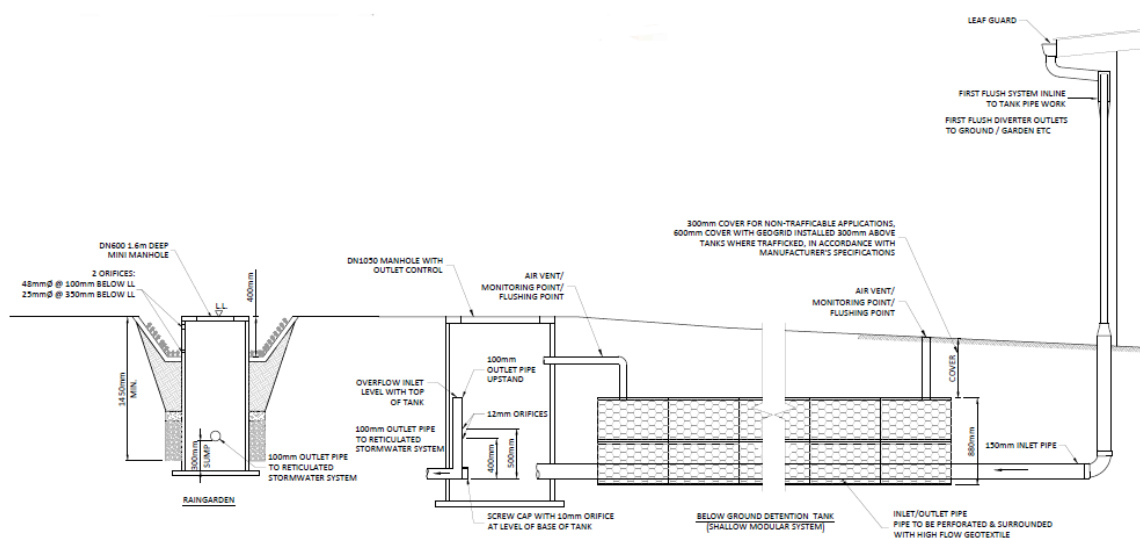 LEAF GUARD
FIRST FLUSH SYSTEM INLINE
TO TANK PIPE WORK
FIRST FLUSH DIVERTER OUTLETS
TO GROUND / GARDEN ETC
300mm COVER FOR NON-TRAFFICABLE APPLICATIONS,
600mm COVER WITH GEOGRID INSTALLED 300mm ABOVE
TANKS WHERE TRAFFICED, IN ACCORDANCE WITH
MANUFACTURER'S SPECIFICATIONS
DN600 1.6m DEEP
MINI MANHOLE
2 ORIFICES:
48mmØ @ 100mm BELOW LL
25mmØ @ 350mm BELOW LL
L.L.
400mm
1450mm
MIN.
300mm
SUMP
100mm OUTLET PIPE
TO RETICULATED
STORMWATER SYSTEM
RAINGARDEN
DN1050 MANHOLE WITH
OUTLET CONTROL
AIR VENT/
MONITORING POINT/
FLUSHING POINT
100mm
OUTLET PIPE
UPSTAND
OVERFLOW INLET
LEVEL WITH TOP
OF TANK
12mm ORIFICES
100mm OUTLET PIPE
TO RETICULATED
STORMWATER SYSTEM
400mm
500mm
SCREW CAP WITH 10mm ORIFICE
AT LEVEL OF BASE OF TANK
AIR VENT/
MONITORING POINT/
FLUSHING POINT
COVER
880mm
150mm INLET PIPE
BELOW GROUND DETENTION TANK
(SHALLOW MODULAR SYSTEM)
INLET/OUTLET PIPE
PIPE TO BE PERFORATED & SURROUNDED
WITH HIGH FLOW GEOTEXTILE